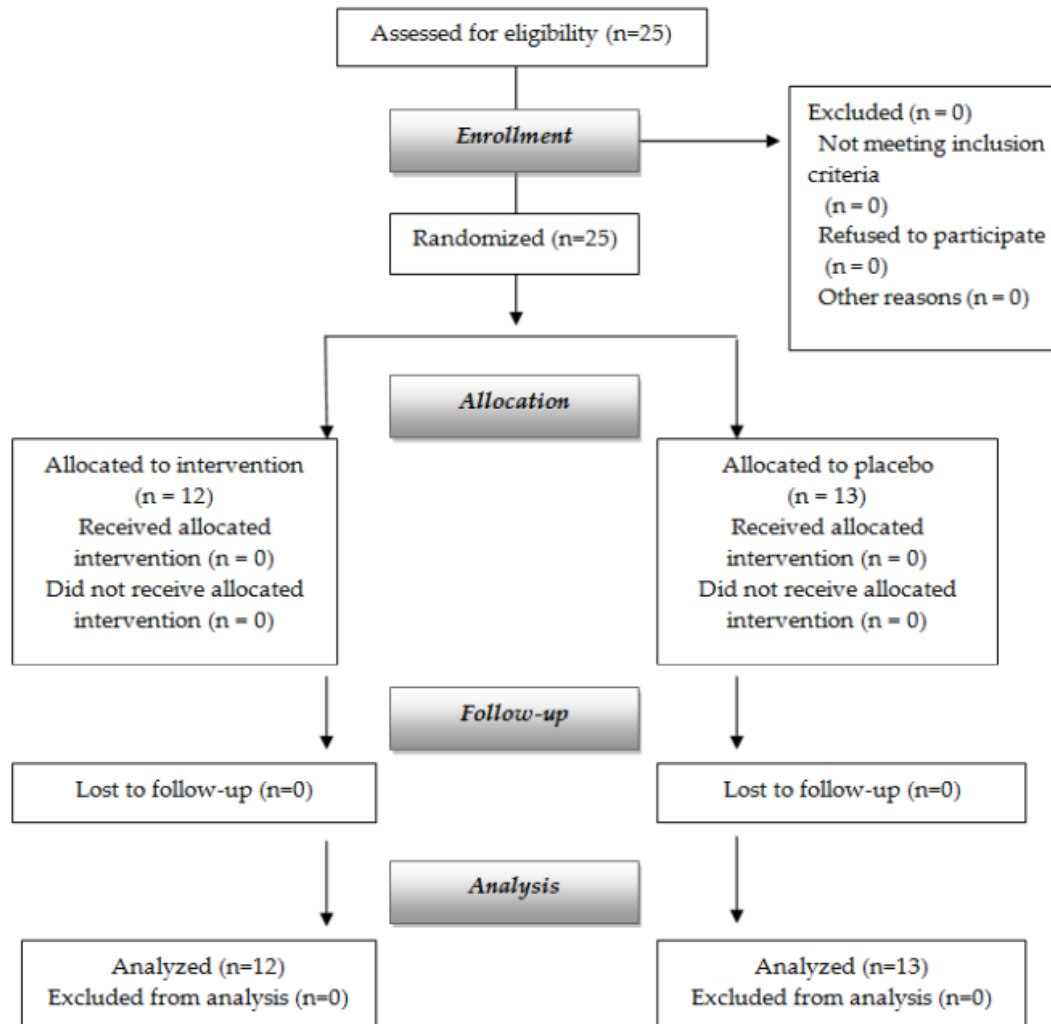 Assessed for eligibility (n=25)
Enrollment
Excluded (n = 0)
Not meeting inclusion
criteria
(n = 0)
Refused to participate
(n = 0)
Other reasons (n = 0)
Randomized (n=25)
Allocation
Allocated to intervention
(n = 12)
Received allocated
intervention (n = 0)
Did not receive allocated
intervention (n = 0)
Allocated to placebo
(n = 13)
Received allocated
intervention (n = 0)
Did not receive allocated
intervention (n = 0)
Follow-up
Lost to follow-up (n=0)
Lost to follow-up (n=0)
Analysis
Analyzed (n=12)
Excluded from analysis (n=0)
Analyzed (n=13)
Excluded from analysis (n=0)